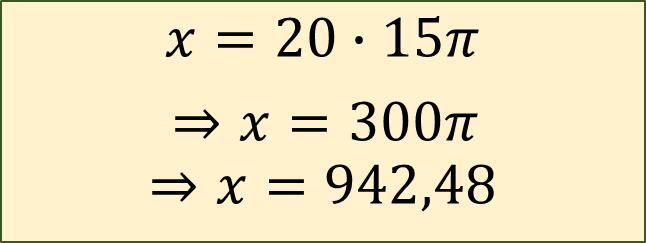 x = 20 · 15π
⇒ x = 300π
⇒ x = 942,48